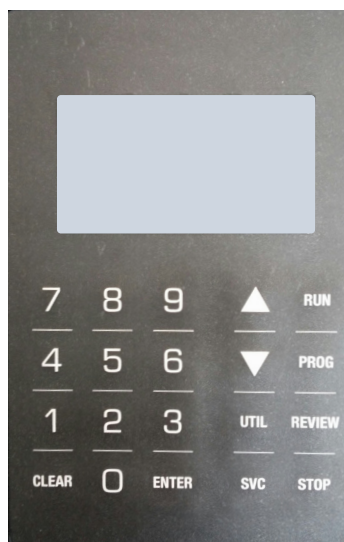 7 8 9 RUN
4 5 6 PROG
1 2 3 UTIL REVIEW
CLEAR 0 ENTER SVC STOP